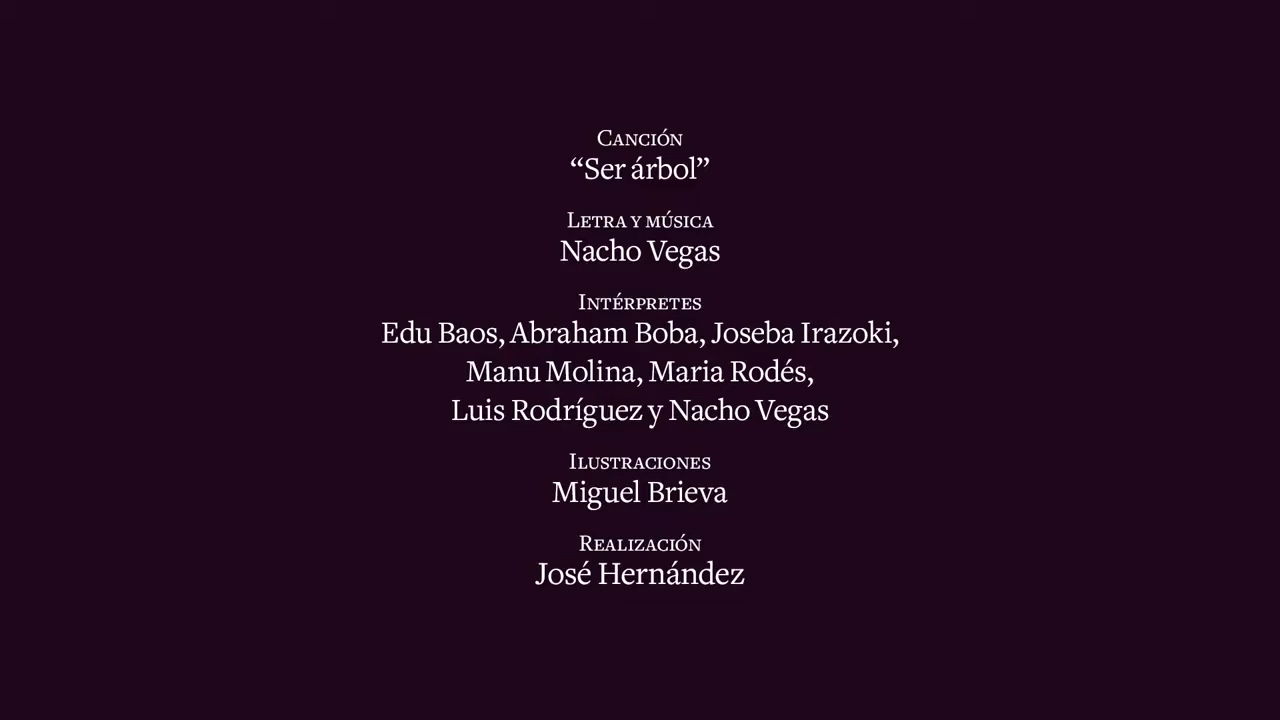 Canción
“Ser árbol”
Letra y música
Nacho Vegas
Intérpretes
Edu Baos, Abraham Boba, Joseba Irazoki,
Manu Molina, Maria Rodés,
Luis Rodríguez y Nacho Vegas
Ilustraciones
Miguel Brieva
Realización
José Hernández